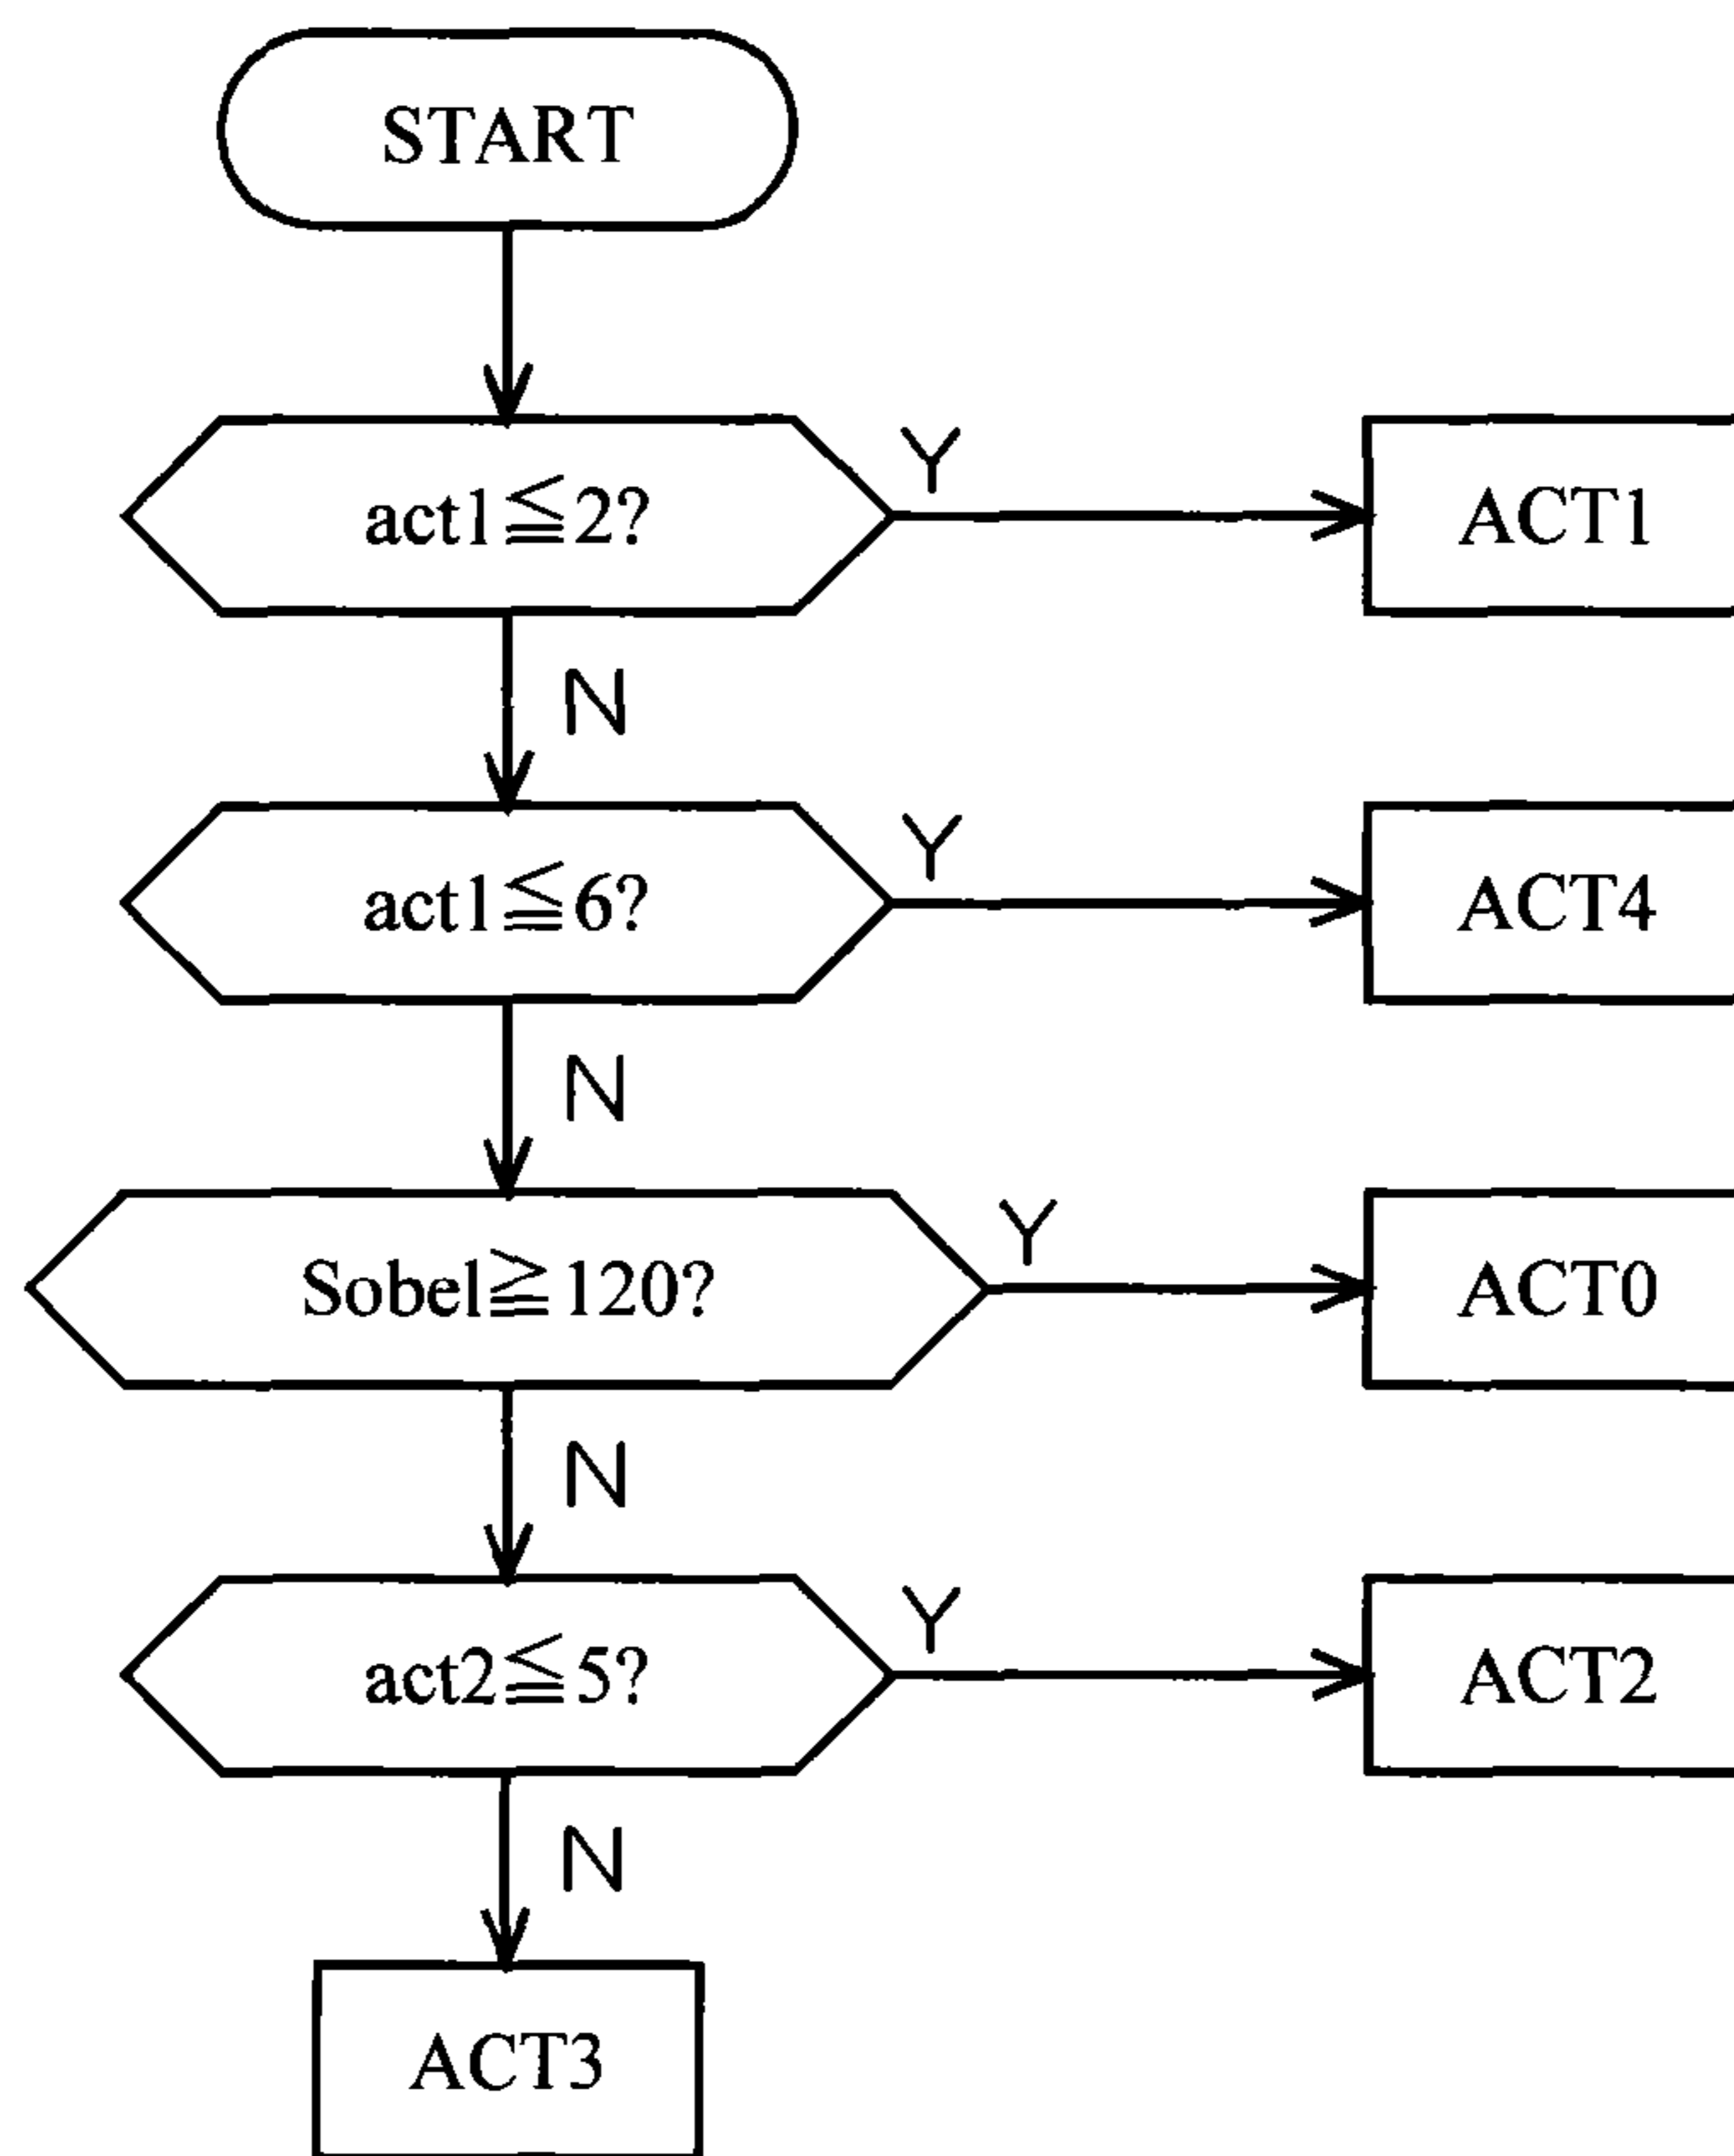 START
act1≦2?
Y
ACT1
N
act1≦6?
Y
ACT4
N
Sobel≧120?
Y
ACT0
N
act2≦5?
Y
ACT2
N
ACT3